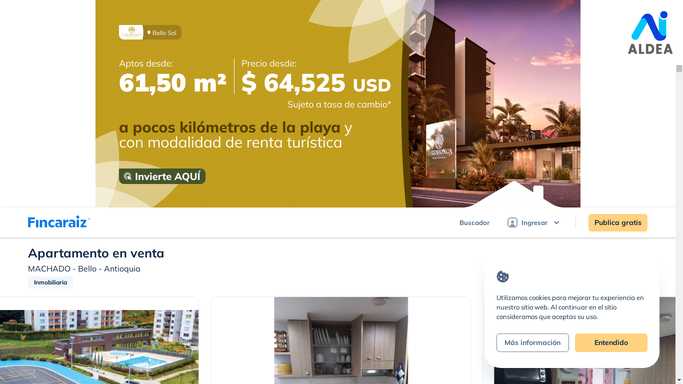 Bello Sol
Aptos desde:
61,50 m²
Precio desde:
$ 64,525 USD
Sujeto a tasa de cambio*
a pocos kilómetros de la playa y
con modalidad de renta turística
Invierte AQUÍ
ALDEA
Fincaraiz
Buscador
Ingresar
Publica gratis
Apartamento en venta
MACHADO - Bello - Antioquia
Inmobiliaria
Utilizamos cookies para mejorar tu experiencia en
nuestro sitio web. Al continuar en el sitio
consideramos que aceptas su uso.
Más información
Entendido